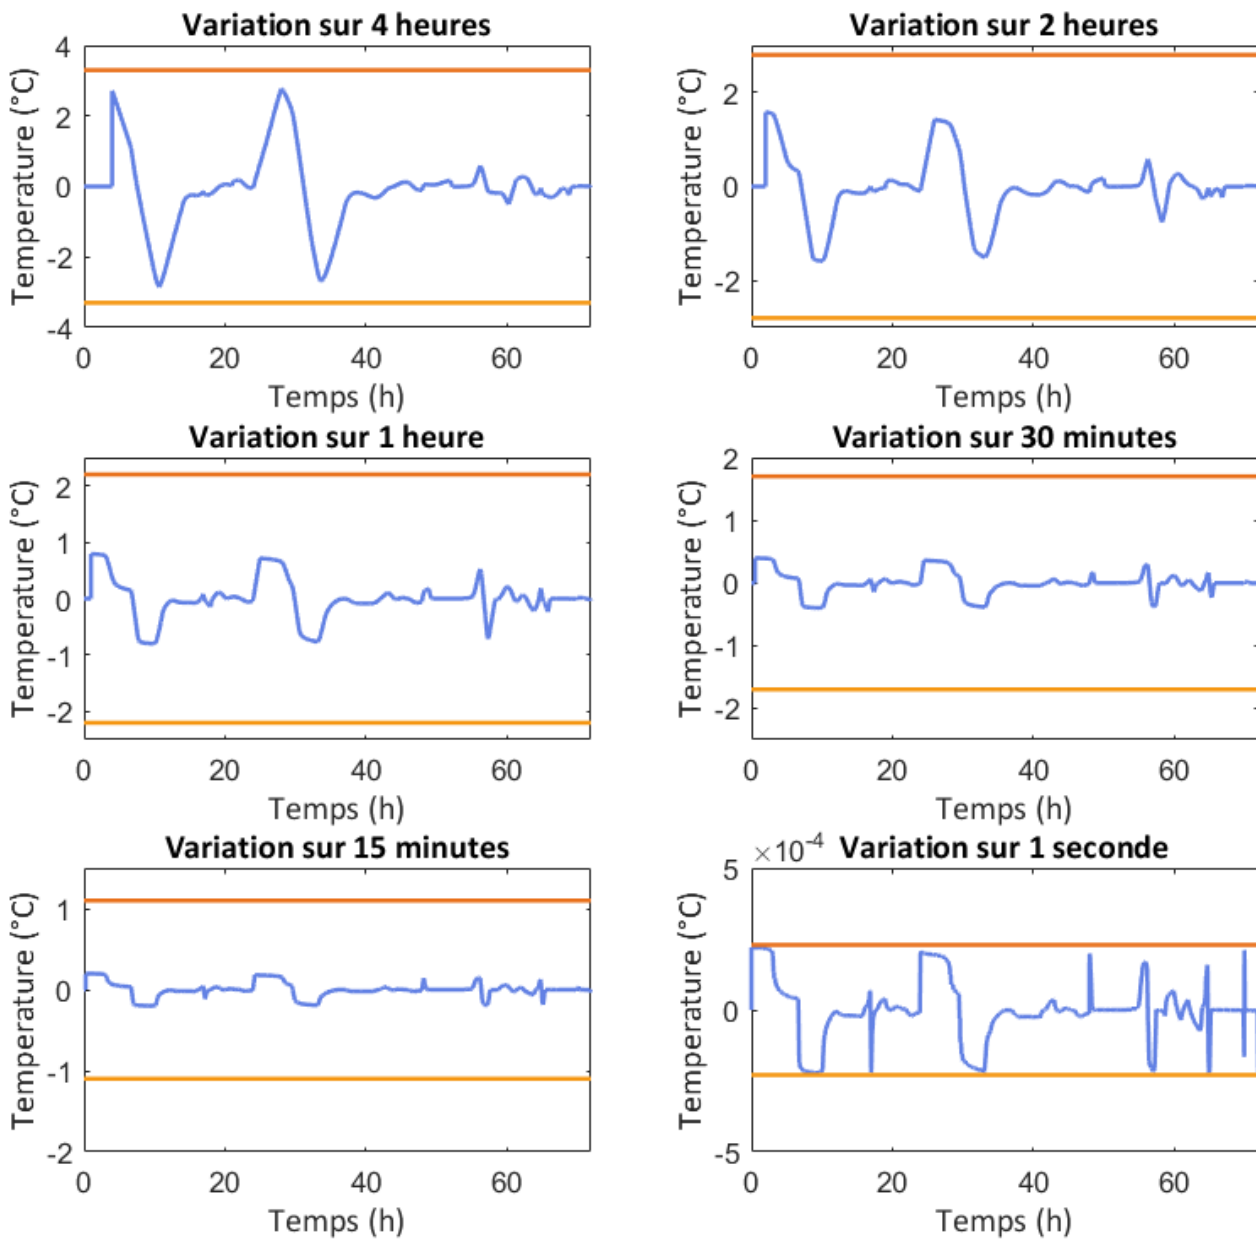 Variation sur 4 heures
Temperature (°C)
4
2
0
-2
-4
0 20 40 60
Temps (h)
Variation sur 2 heures
Temperature (°C)
2
0
-2
0 20 40 60
Temps (h)
Variation sur 1 heure
Temperature (°C)
2
1
0
-1
-2
0 20 40 60
Temps (h)
Variation sur 30 minutes
Temperature (°C)
2
1
0
-1
-2
0 20 40 60
Temps (h)
Variation sur 15 minutes
Temperature (°C)
1
0
-1
-2
0 20 40 60
Temps (h)
×10⁻⁴ Variation sur 1 seconde
Temperature (°C)
5
0
-5
0 20 40 60
Temps (h)